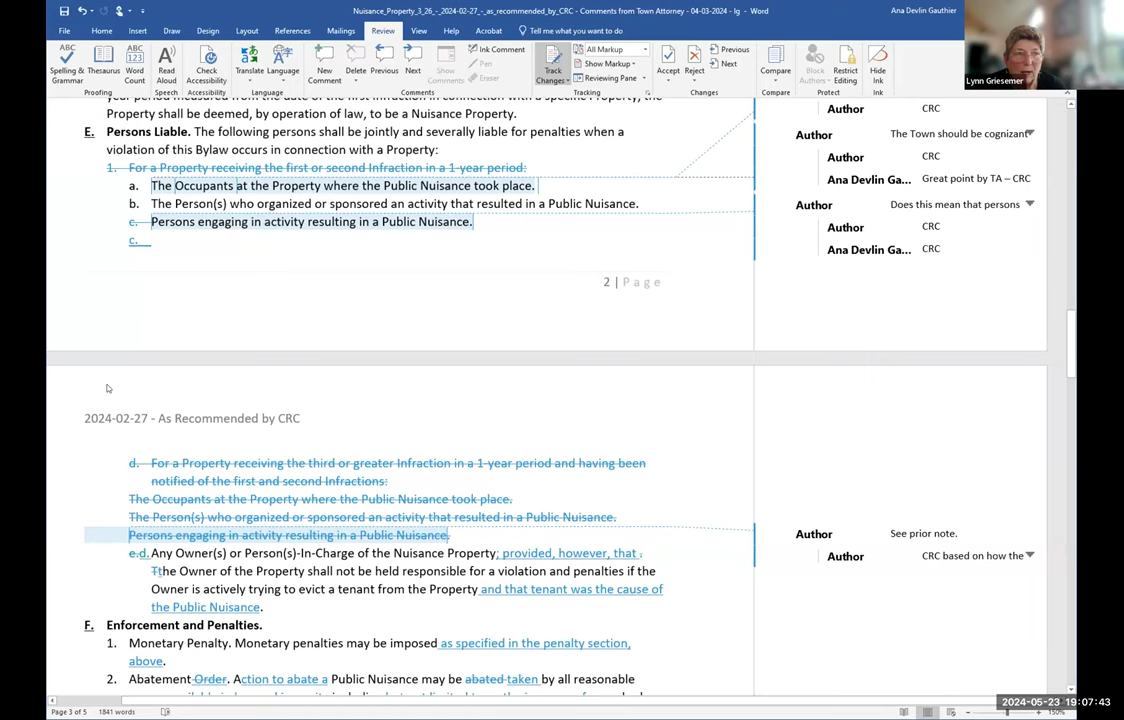 Nuisance_Property_3_26_-_2024-02-27_-_as_recommended_by_CRC - Comments from Town Attorney - 04-03-2024 - lg - Word
Ana Devlin Gauthier
File Home Insert Draw Design Layout References Mailings Review View Help Acrobat Tell me what you want to do
Spelling & Grammar
Thesaurus
Word Count
Read Aloud
Check Accessibility
Translate
Language
New Comment
Delete
Previous
Next
Show Comments
Ink Comment
Pen
Eraser
Track Changes
All Markup
Show Markup
Reviewing Pane
Accept
Reject
Previous
Next
Compare
Block Authors
Restrict Editing
Hide Ink
Proofing Speech Accessibility Language Comments Tracking Changes Compare Protect Ink
Lynn Griesemer
year period measured from the date of the first Infraction in connection with a specific Property, the
Property shall be deemed, by operation of law, to be a Nuisance Property.
E. Persons Liable. The following persons shall be jointly and severally liable for penalties when a
violation of this Bylaw occurs in connection with a Property:
1. For a Property receiving the first or second Infraction in a 1-year period:
a. The Occupants at the Property where the Public Nuisance took place.
b. The Person(s) who organized or sponsored an activity that resulted in a Public Nuisance.
c. Persons engaging in activity resulting in a Public Nuisance.
c.
2 | Page
Author CRC
Author The Town should be cognizant
Author CRC
Ana Devlin Ga... Great point by TA – CRC
Author Does this mean that persons
Author CRC
Ana Devlin Ga... CRC
2024-02-27 - As Recommended by CRC
d. For a Property receiving the third or greater Infraction in a 1-year period and having been
notified of the first and second Infractions:
The Occupants at the Property where the Public Nuisance took place.
The Person(s) who organized or sponsored an activity that resulted in a Public Nuisance.
Persons engaging in activity resulting in a Public Nuisance.
e.d. Any Owner(s) or Person(s)-In-Charge of the Nuisance Property; provided, however, that .
Tthe Owner of the Property shall not be held responsible for a violation and penalties if the
Owner is actively trying to evict a tenant from the Property and that tenant was the cause of
the Public Nuisance.
Author See prior note.
Author CRC based on how the
F. Enforcement and Penalties.
1. Monetary Penalty. Monetary penalties may be imposed as specified in the penalty section,
above.
2. Abatement Order. Action to abate a Public Nuisance may be abated taken by all reasonable
Page 3 of 5 1841 words
150%
2024-05-23 19:07:43